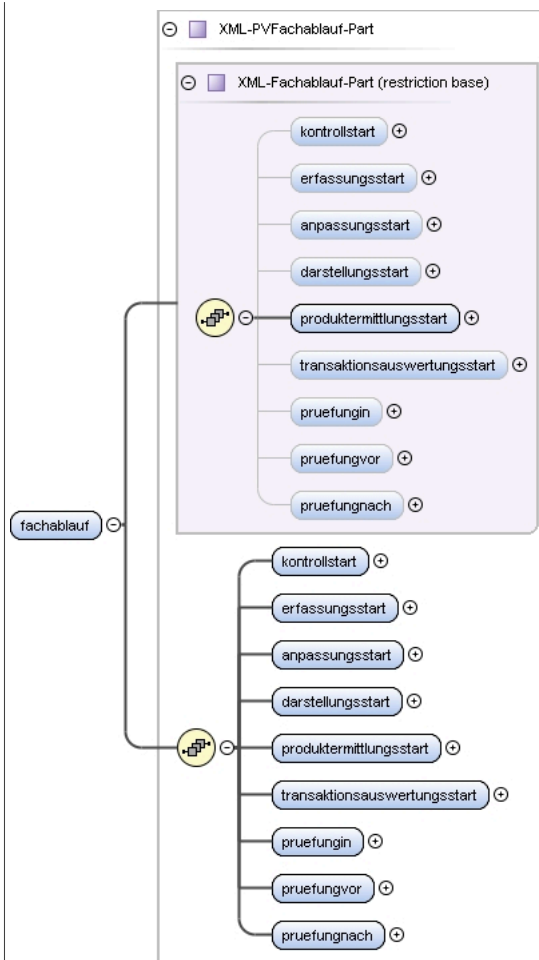 XML-PVFachablauf-Part
XML-Fachablauf-Part (restriction base)
kontrollstart
erfassungsstart
anpassungsstart
darstellungsstart
produktermittlungsstart
transaktionsauswertungsstart
pruefungin
pruefungvor
pruefungnach
fachablauf
kontrollstart
erfassungsstart
anpassungsstart
darstellungsstart
produktermittlungsstart
transaktionsauswertungsstart
pruefungin
pruefungvor
pruefungnach